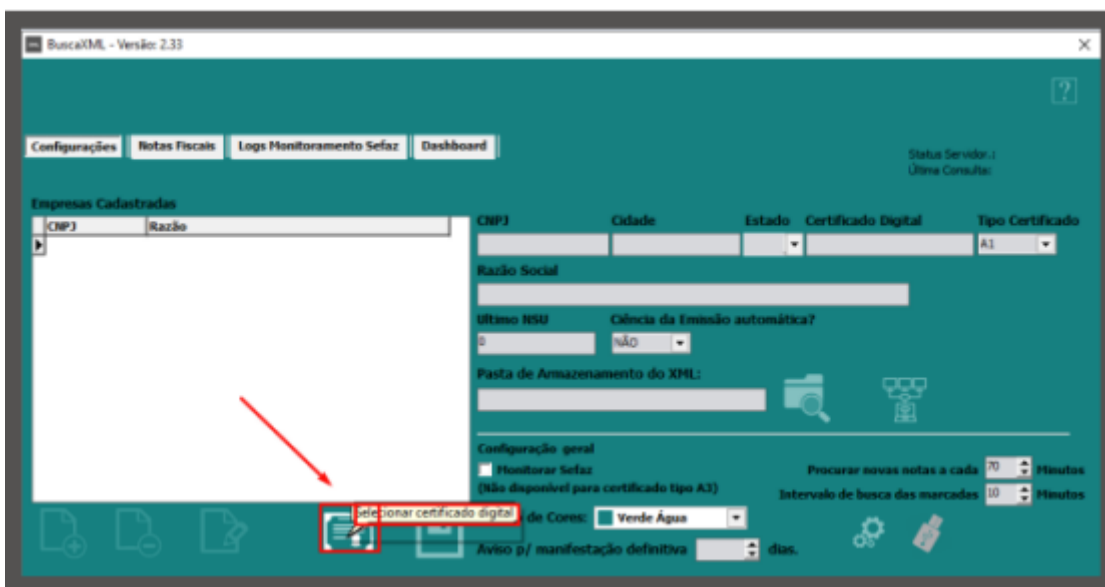 BuscaXML - Versão: 2.33
Configurações Notas Fiscais Logs Monitoramento Sefaz Dashboard
Status Servidor.:
Última Consulta:
Empresas Cadastradas
CNPJ Razão
CNPJ Cidade Estado Certificado Digital Tipo Certificado
A1
Razão Social
Ultimo NSU Ciência da Emissão automática?
0 NÃO
Pasta de Armazenamento do XML:
Configuração geral
Monitorar Sefaz
(Não disponível para certificado tipo A3)
Procurar novas notas a cada 70 Minutos
Intervalo de busca das marcadas 10 Minutos
Selecionar certificado digital
de Cores: Verde Água
Aviso p/ manifestação definitiva dias.